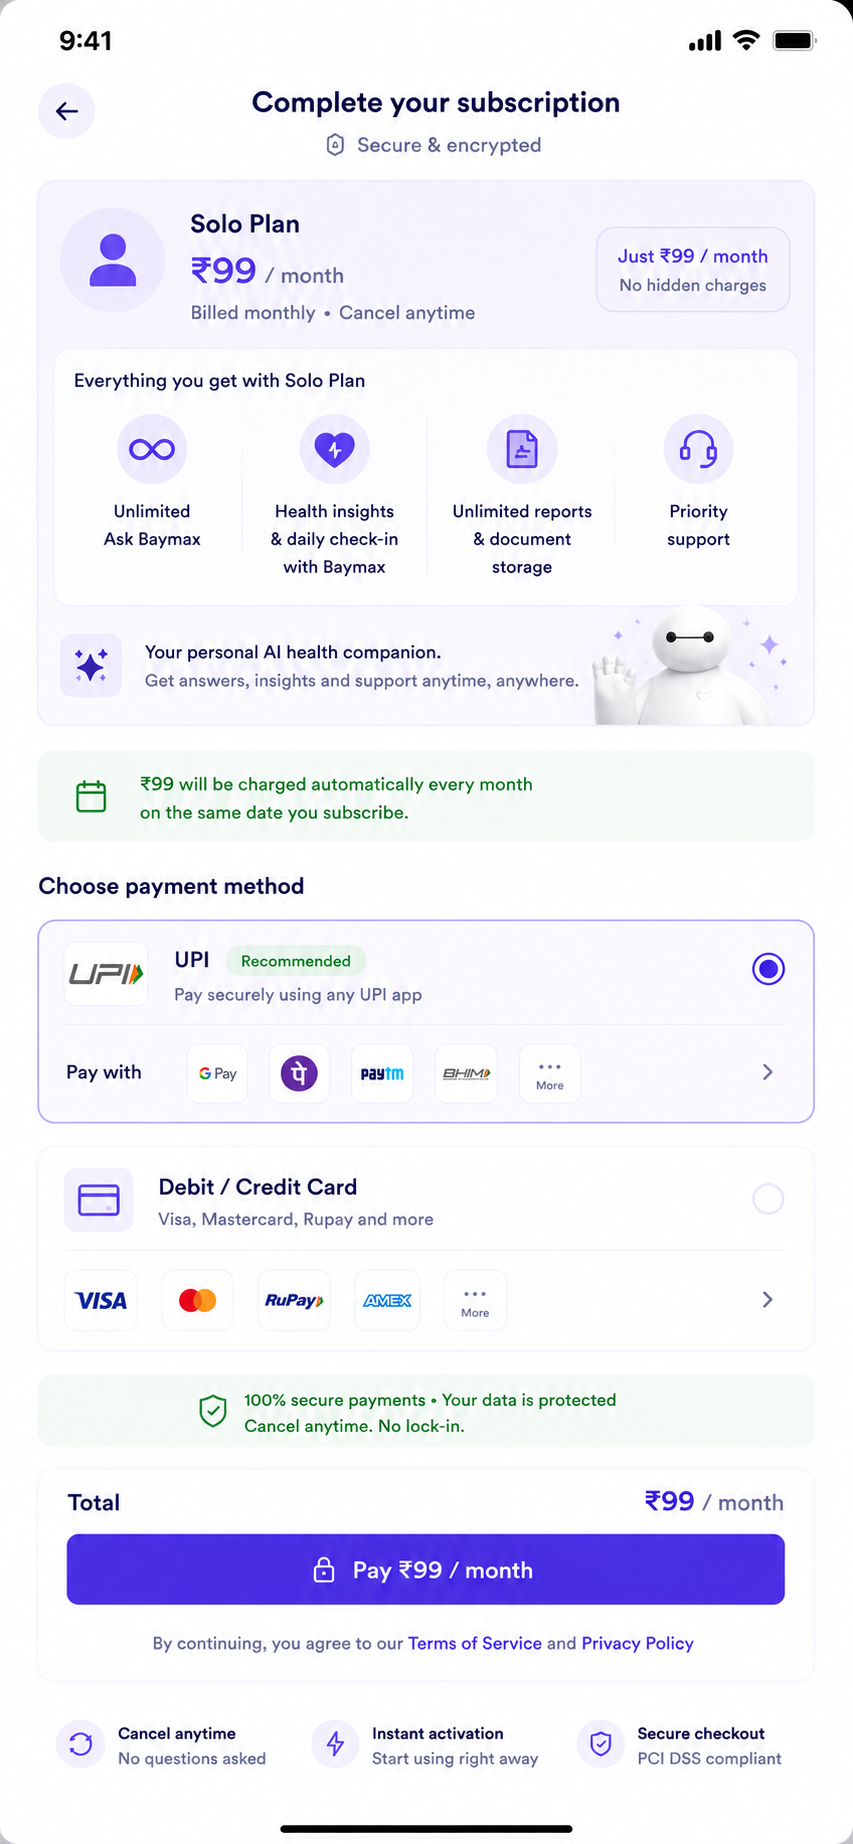 9:41
Complete your subscription
Secure & encrypted
Solo Plan
₹99 / month
Billed monthly • Cancel anytime
Just ₹99 / month
No hidden charges
Everything you get with Solo Plan
Unlimited
Ask Baymax
Health insights
& daily check-in
with Baymax
Unlimited reports
& document
storage
Priority
support
Your personal AI health companion.
Get answers, insights and support anytime, anywhere.
₹99 will be charged automatically every month
on the same date you subscribe.
Choose payment method
UPI
UPI Recommended
Pay securely using any UPI app
Pay with
G Pay
पे
paytm
BHIM
More
Debit / Credit Card
Visa, Mastercard, Rupay and more
VISA
RuPay
AMEX
More
100% secure payments • Your data is protected
Cancel anytime. No lock-in.
Total
₹99 / month
Pay ₹99 / month
By continuing, you agree to our Terms of Service and Privacy Policy
Cancel anytime
No questions asked
Instant activation
Start using right away
Secure checkout
PCI DSS compliant